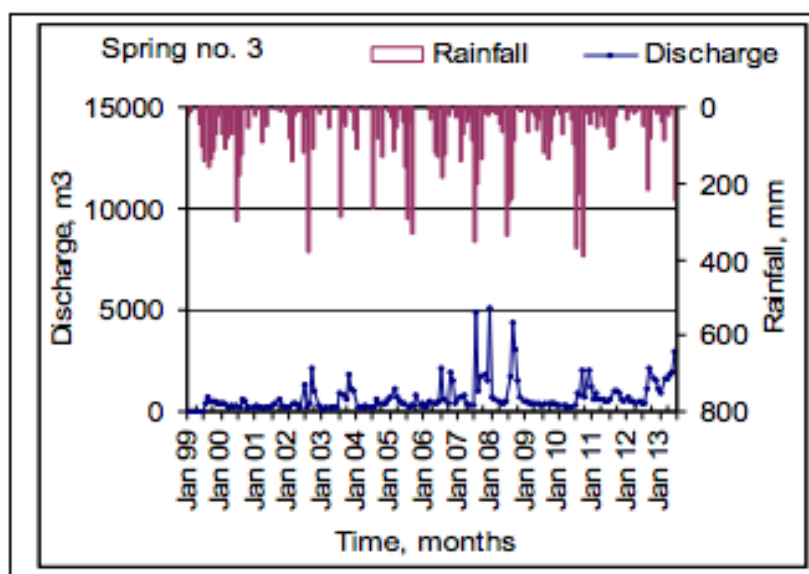 Spring no. 3
Rainfall
Discharge
15000
10000
5000
0
Discharge, m3
0
200
400
600
800
Rainfall, mm
Jan 99
Jan 00
Jan 01
Jan 02
Jan 03
Jan 04
Jan 05
Jan 06
Jan 07
Jan 08
Jan 09
Jan 10
Jan 11
Jan 12
Jan 13
Time, months